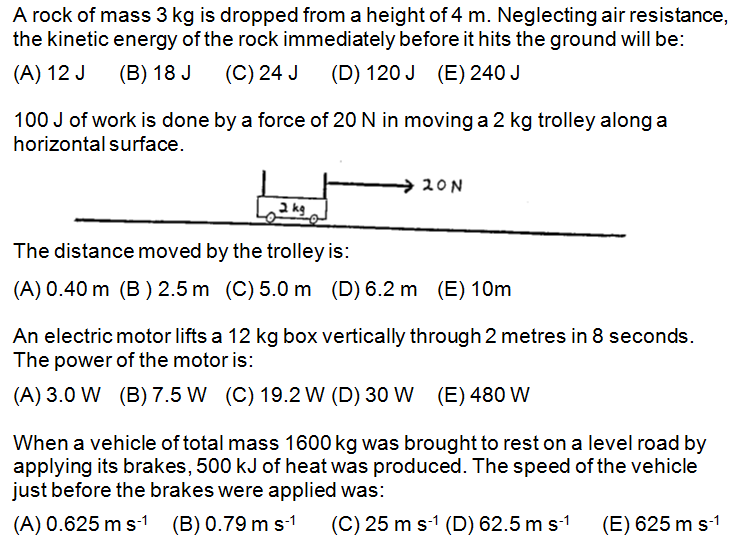 A rock of mass 3 kg is dropped from a height of 4 m. Neglecting air resistance,
the kinetic energy of the rock immediately before it hits the ground will be:
(A) 12 J (B) 18 J (C) 24 J (D) 120 J (E) 240 J
100 J of work is done by a force of 20 N in moving a 2 kg trolley along a
horizontal surface.
20N
2 kg
The distance moved by the trolley is:
(A) 0.40 m (B ) 2.5 m (C) 5.0 m (D) 6.2 m (E) 10m
An electric motor lifts a 12 kg box vertically through 2 metres in 8 seconds.
The power of the motor is:
(A) 3.0 W (B) 7.5 W (C) 19.2 W (D) 30 W (E) 480 W
When a vehicle of total mass 1600 kg was brought to rest on a level road by
applying its brakes, 500 kJ of heat was produced. The speed of the vehicle
just before the brakes were applied was:
(A) 0.625 m s⁻¹ (B) 0.79 m s⁻¹ (C) 25 m s⁻¹ (D) 62.5 m s⁻¹ (E) 625 m s⁻¹